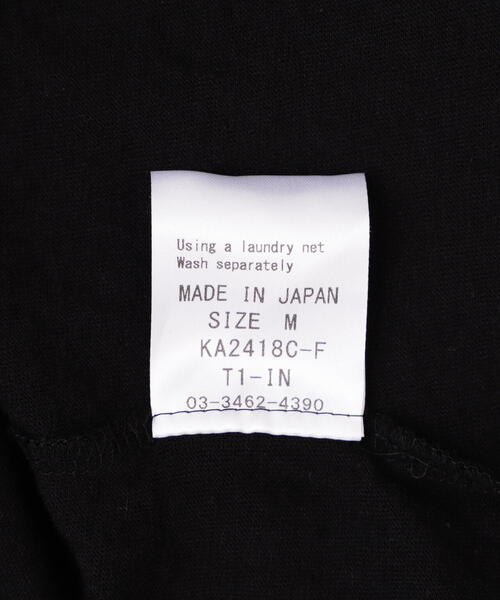 Using a laundry net
Wash separately
MADE IN JAPAN
SIZE M
KA2418C-F
T1-IN
03-3462-4390